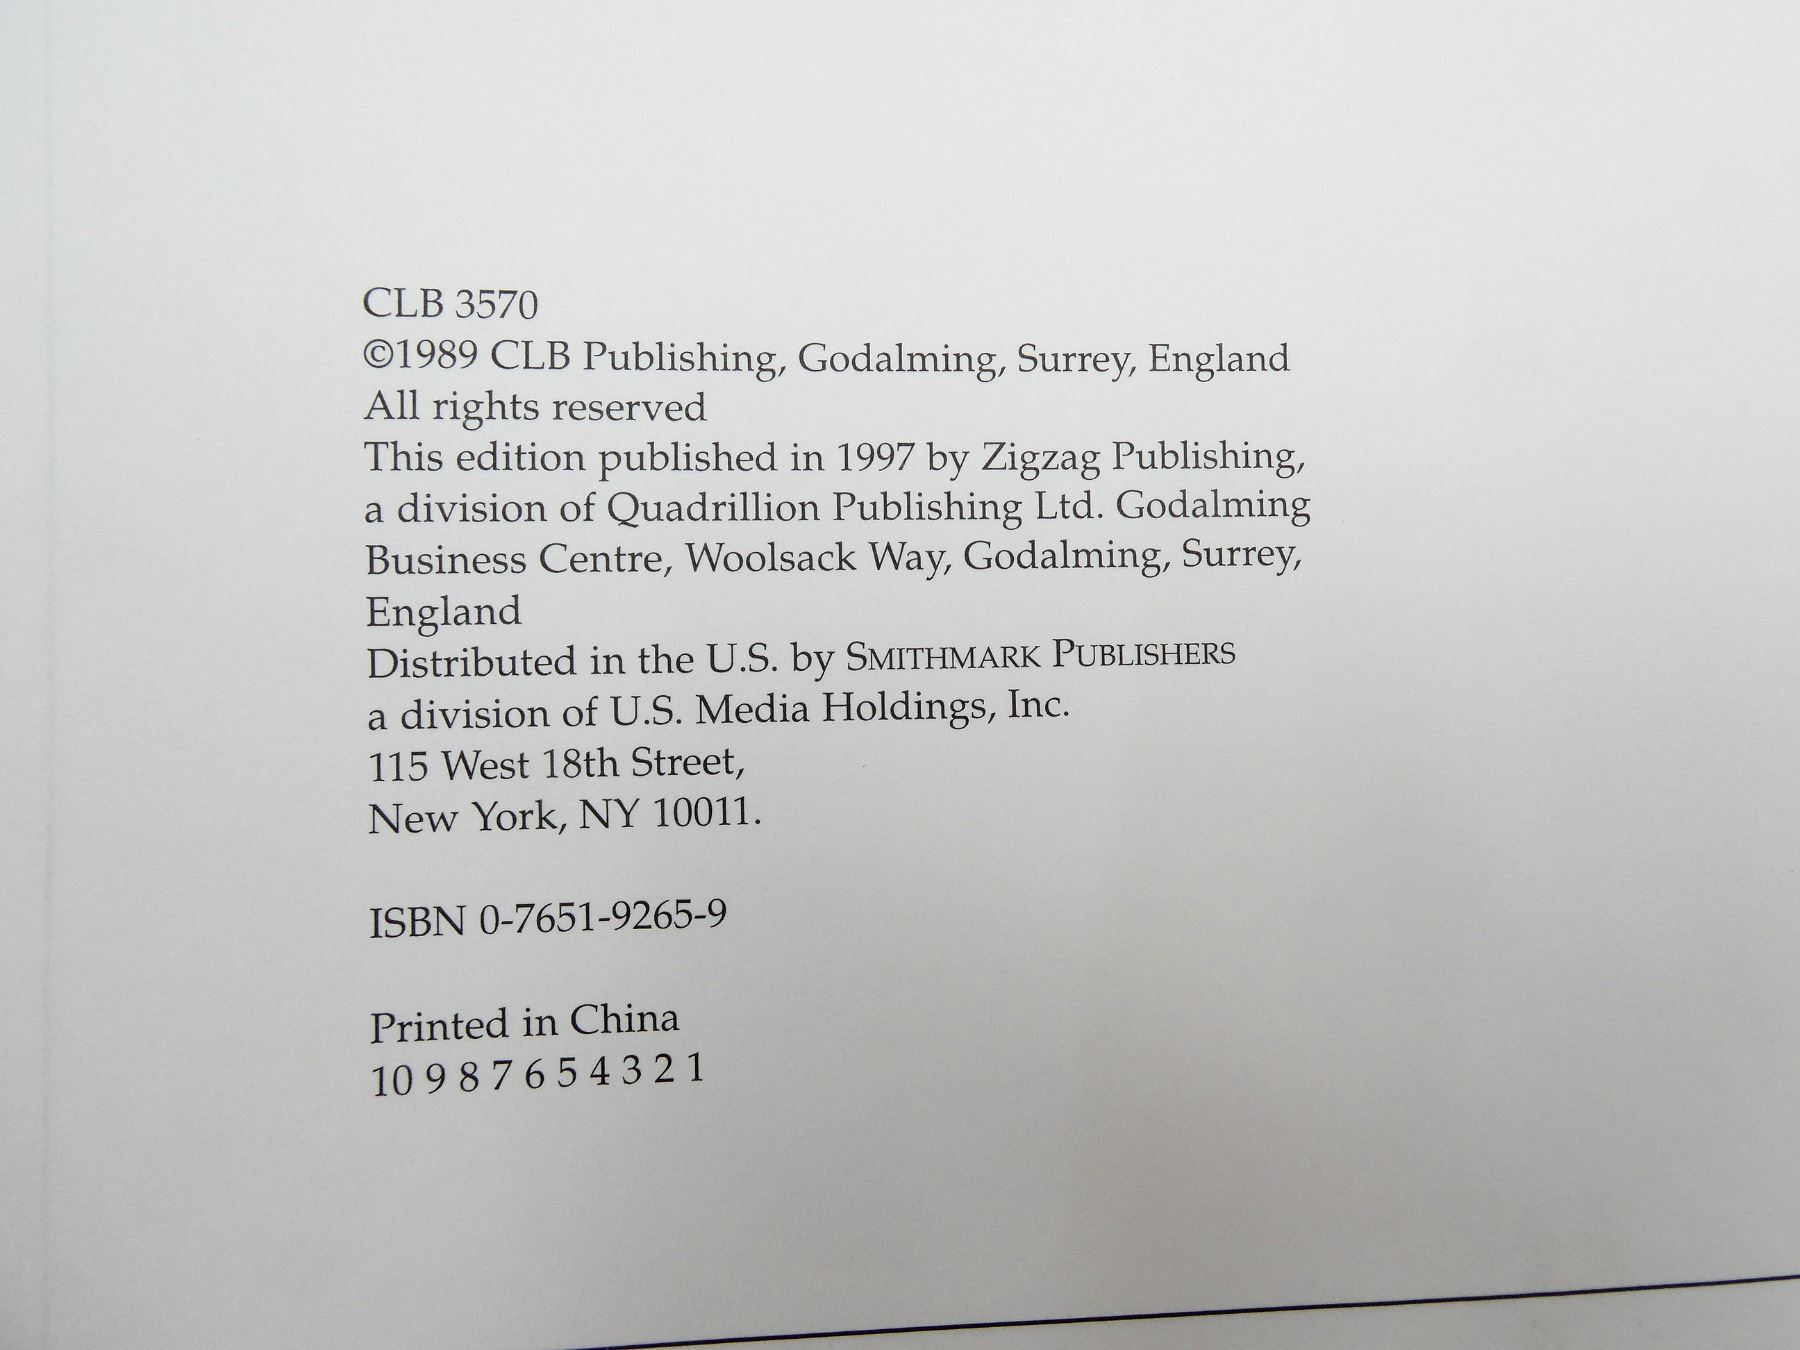 CLB 3570
©1989 CLB Publishing, Godalming, Surrey, England
All rights reserved
This edition published in 1997 by Zigzag Publishing,
a division of Quadrillion Publishing Ltd. Godalming
Business Centre, Woolsack Way, Godalming, Surrey,
England
Distributed in the U.S. by SMITHMARK PUBLISHERS
a division of U.S. Media Holdings, Inc.
115 West 18th Street,
New York, NY 10011.
ISBN 0-7651-9265-9
Printed in China
10 9 8 7 6 5 4 3 2 1